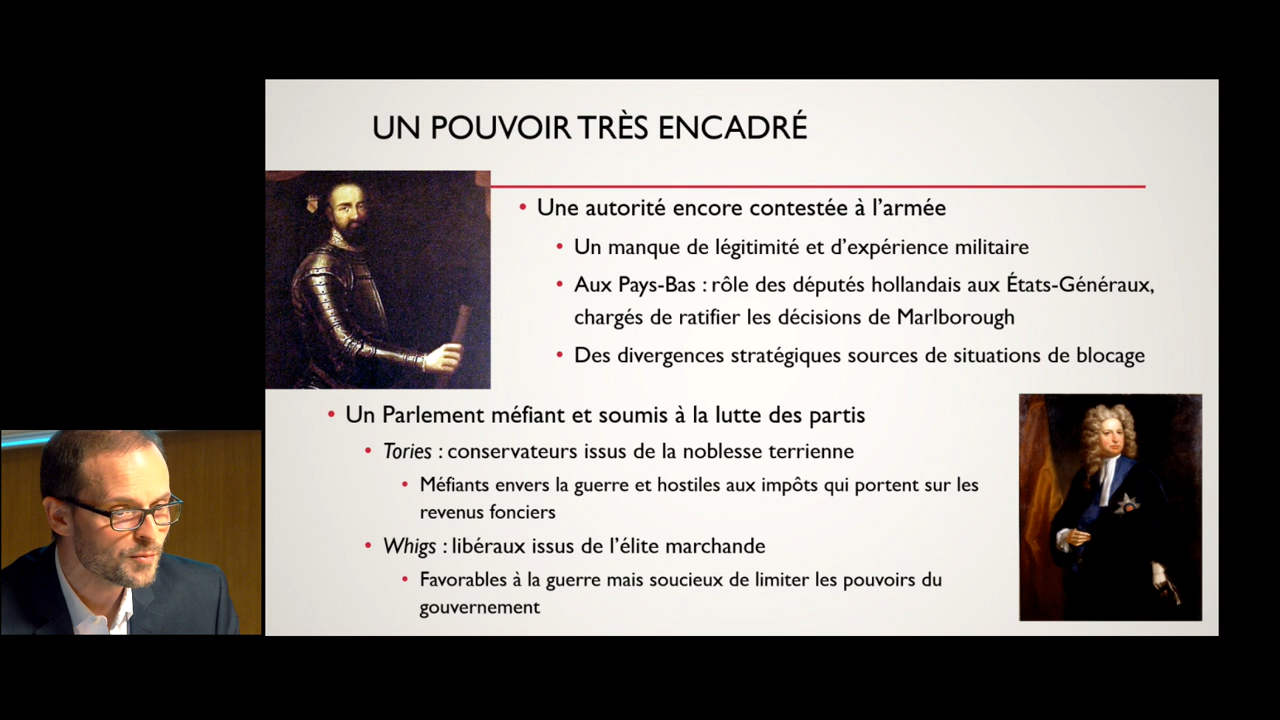 UN POUVOIR TRÈS ENCADRÉ
• Une autorité encore contestée à l’armée
• Un manque de légitimité et d’expérience militaire
• Aux Pays-Bas : rôle des députés hollandais aux États-Généraux,
chargés de ratifier les décisions de Marlborough
• Des divergences stratégiques sources de situations de blocage
• Un Parlement méfiant et soumis à la lutte des partis
• Tories : conservateurs issus de la noblesse terrienne
• Méfiants envers la guerre et hostiles aux impôts qui portent sur les
revenus fonciers
• Whigs : libéraux issus de l’élite marchande
• Favorables à la guerre mais soucieux de limiter les pouvoirs du
gouvernement